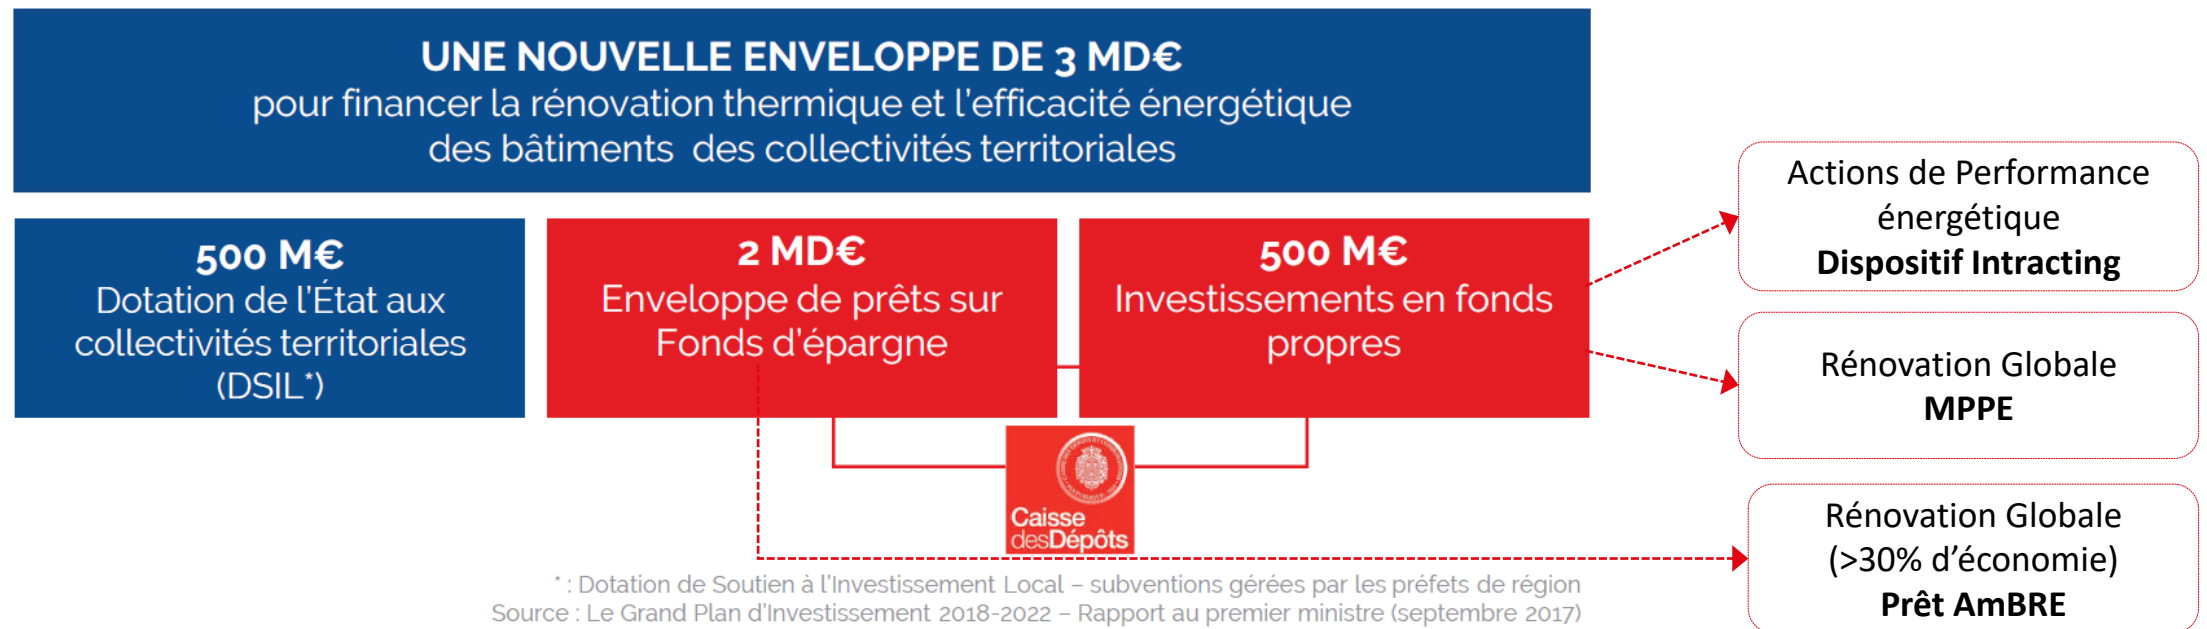 UNE NOUVELLE ENVELOPPE DE 3 MD€
pour financer la rénovation thermique et l'efficacité énergétique
des bâtiments des collectivités territoriales
500 M€
Dotation de l'État aux
collectivités territoriales
(DSIL*)
2 MD€
Enveloppe de prêts sur
Fonds d'épargne
500 M€
Investissements en fonds
propres
Actions de Performance
énergétique
Dispositif Intracting
Rénovation Globale
MPPE
Rénovation Globale
(>30% d'économie)
Prêt AmBRE
Caisse
desDépôts
* : Dotation de Soutien à l'Investissement Local – subventions gérées par les préfets de région
Source : Le Grand Plan d'Investissement 2018-2022 – Rapport au premier ministre (septembre 2017)